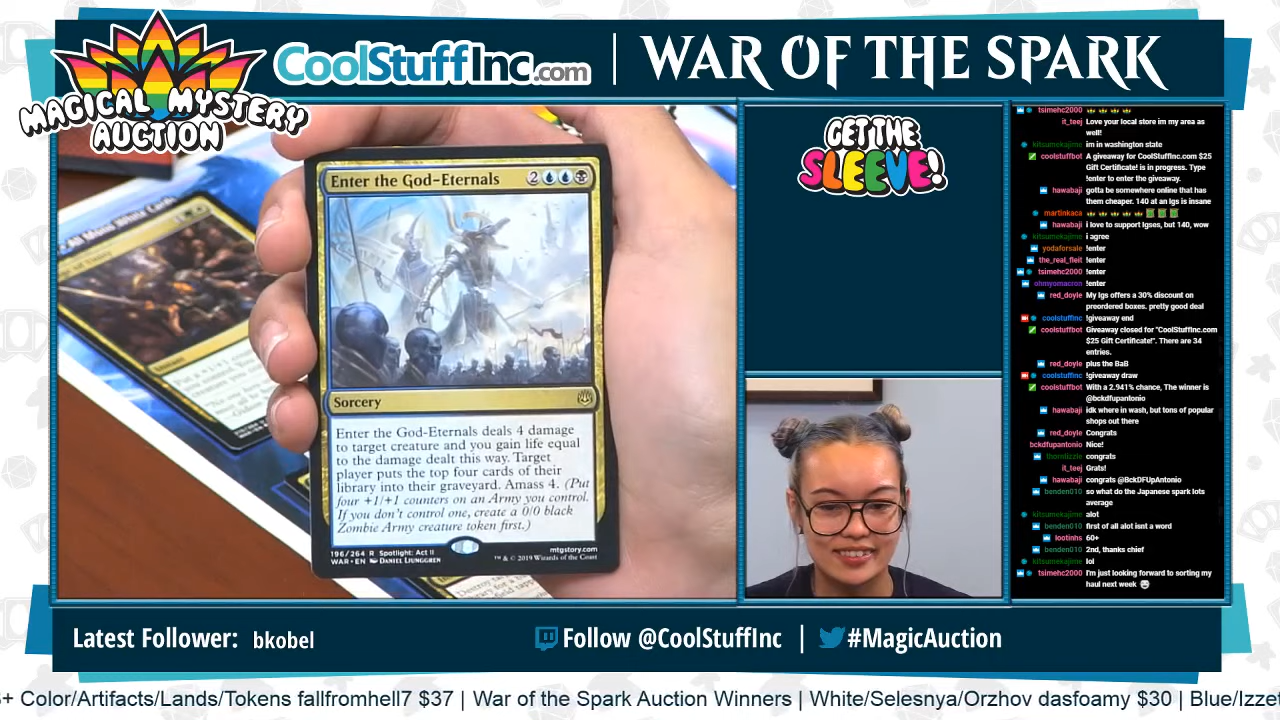 MAGICAL MYSTERY
AUCTION
CoolStuffInc.com
WAR OF THE SPARK
Enter the God-Eternals 2
Sorcery
Enter the God-Eternals deals 4 damage
to target creature and you gain life equal
to the damage dealt this way. Target
player puts the top four cards of their
library into their graveyard. Amass 4. (Put
four +1/+1 counters on an Army you control.
If you don't control one, create a 0/0 black
Zombie Army creature token first.)
196/264 R Spotlight: Act II
WAR • EN Daniel Ljunggren
mtgstory.com
™ & © 2019 Wizards of the Coast
GET THE
SLEEVE!
tsimehc2000
it_teej Love your local store im my area as
well!
kitsumekajime im in washington state
coolstuffbot A giveaway for CoolStuffInc.com $25
Gift Certificate! is in progress. Type
!enter to enter the giveaway.
hawabaji gotta be somewhere online that has
them cheaper. 140 at an lgs is insane
martinkaca
hawabaji i love to support lgses, but 140, wow
kitsumekajime i agree
yodaforsale !enter
the_real_fleit !enter
tsimehc2000 !enter
ohmyomacron !enter
red_doyle My lgs offers a 30% discount on
preordered boxes. pretty good deal
coolstuffinc !giveaway end
coolstuffbot Giveaway closed for "CoolStuffInc.com
$25 Gift Certificate!". There are 34
entries.
red_doyle plus the BaB
coolstuffinc !giveaway draw
coolstuffbot With a 2.941% chance, The winner is
@bckdfupantonio
hawabaji idk where in wash, but tons of popular
shops out there
red_doyle Congrats
bckdfupantonio Nice!
thorntizzle congrats
it_teej Grats!
hawabaji congrats @BckDFUpAntonio
benden010 so what do the Japanese spark lots
average
kitsumekajime alot
benden010 first of all alot isnt a word
lootinhs 60+
benden010 2nd, thanks chief
kitsumekajime lol
tsimehc2000 I'm just looking forward to sorting my
haul next week
Latest Follower: bkobel
Follow @CoolStuffInc | #MagicAuction
+ Color/Artifacts/Lands/Tokens fallfromhell7 $37 | War of the Spark Auction Winners | White/Selesnya/Orzhov dasfoamy $30 | Blue/Izze